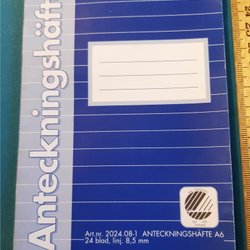 Anteckningshäft
Art.nr. 2024.08-1 ANTECKNINGSHÄFTE A6
24 blad, linj. 8,5 mm